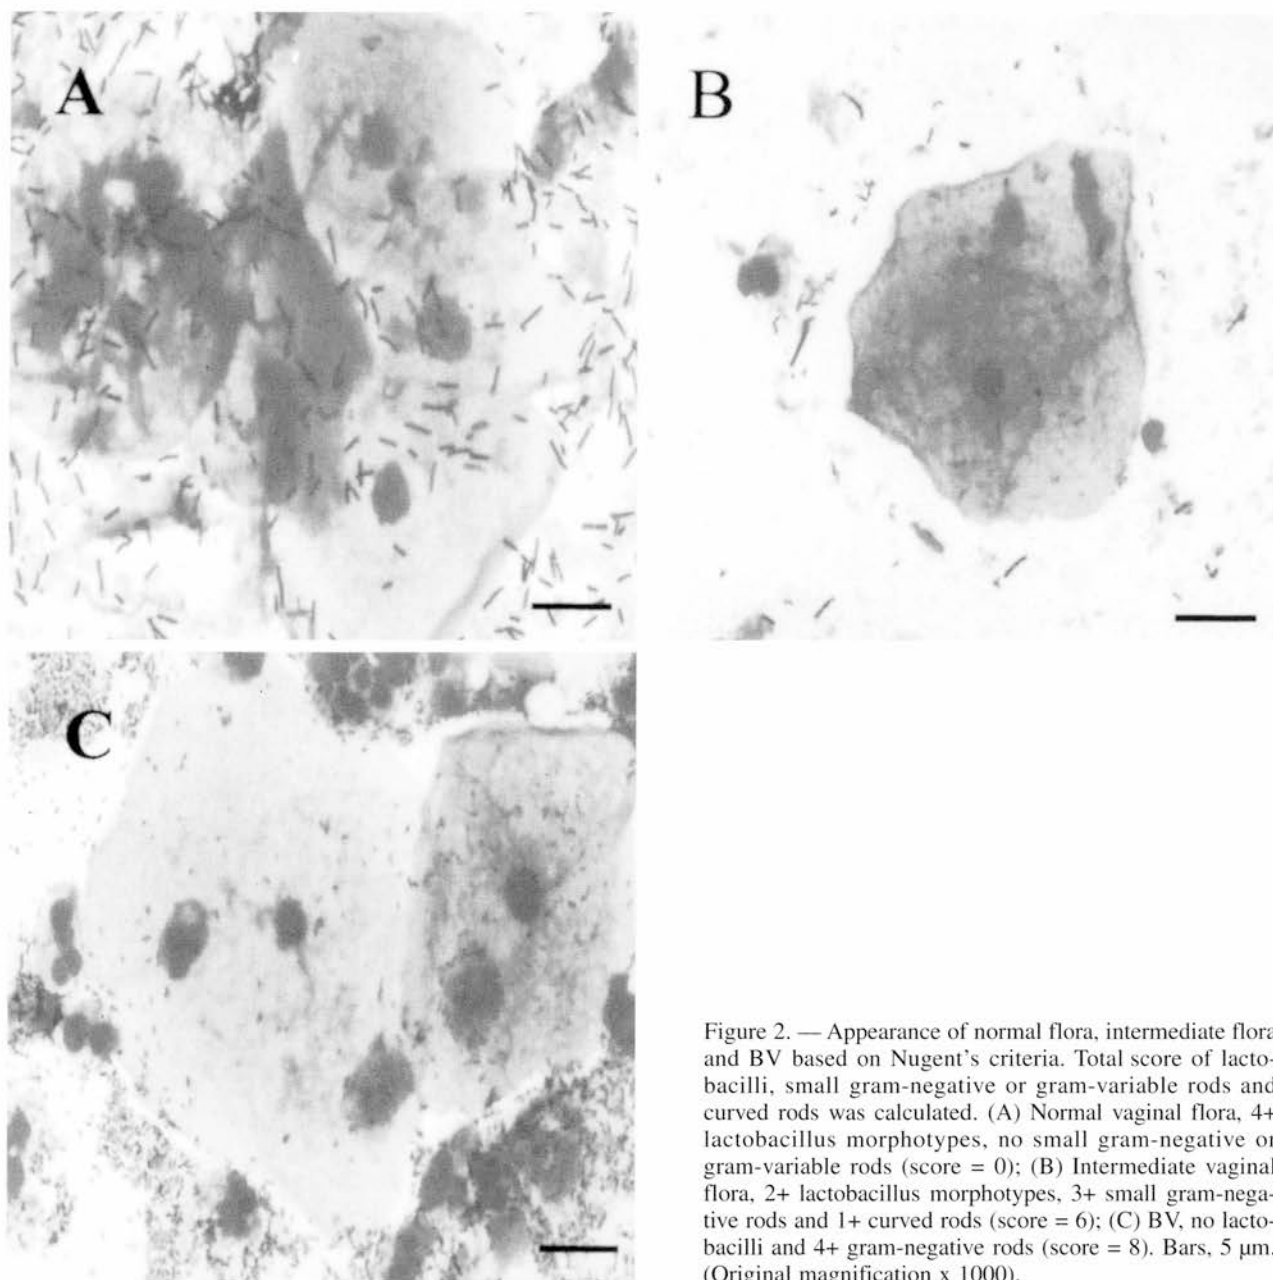 A
B
C
Figure 2. — Appearance of normal flora, intermediate flora
and BV based on Nugent's criteria. Total score of lacto-
bacilli, small gram-negative or gram-variable rods and
curved rods was calculated. (A) Normal vaginal flora, 4+
lactobacillus morphotypes, no small gram-negative or
gram-variable rods (score = 0); (B) Intermediate vaginal
flora, 2+ lactobacillus morphotypes, 3+ small gram-nega-
tive rods and 1+ curved rods (score = 6); (C) BV, no lacto-
bacilli and 4+ gram-negative rods (score = 8). Bars, 5 µm.
(Original magnification x 1000).